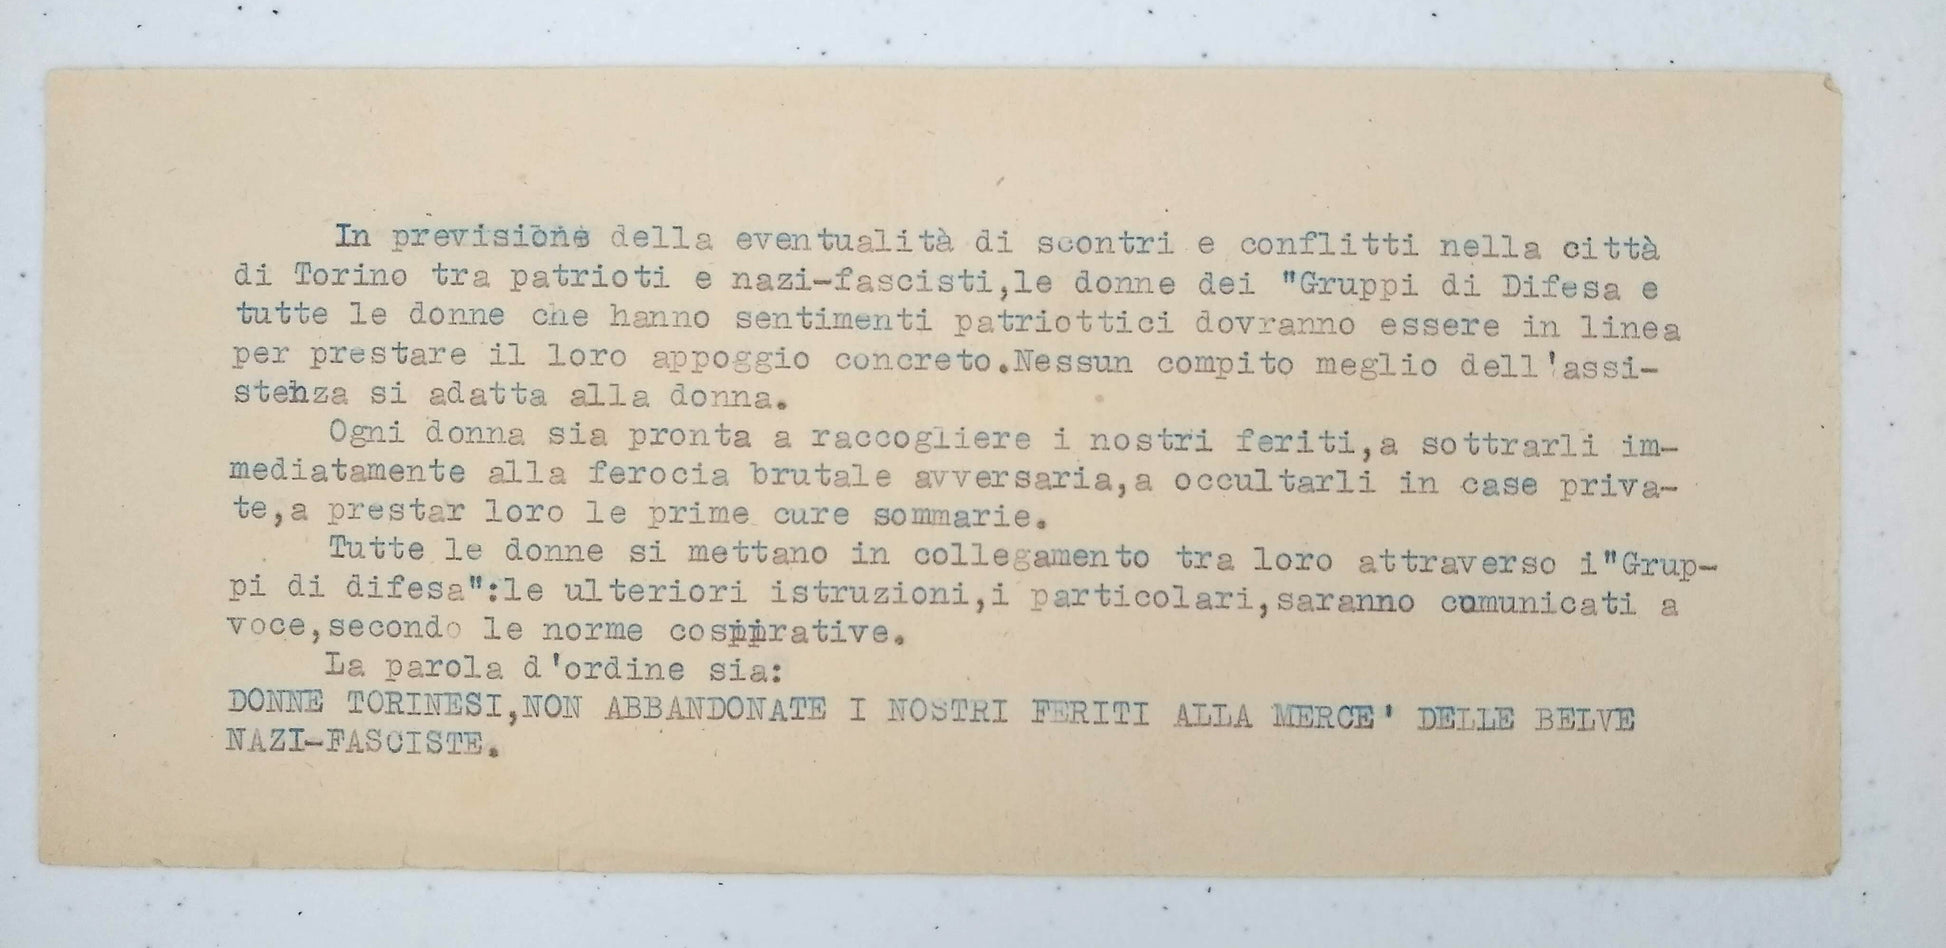 In previsione della eventualità di scontri e conflitti nella città
di Torino tra patrioti e nazi-fascisti,le donne dei "Gruppi di Difesa e
tutte le donne che hanno sentimenti patriottici dovranno essere in linea
per prestare il loro appoggio concreto.Nessun compito meglio dell'assi-
stenza si adatta alla donna.
Ogni donna sia pronta a raccogliere i nostri feriti,a sottrarli im-
mediatamente alla ferocia brutale avversaria,a occultarli in case priva-
te,a prestar loro le prime cure sommarie.
Tutte le donne si mettano in collegamento tra loro attraverso i"Grup-
pi di difesa":le ulteriori istruzioni,i particolari,saranno comunicati a
voce,secondo le norme cospirative.
La parola d'ordine sia:
DONNE TORINESI,NON ABBANDONATE I NOSTRI FERITI ALLA MERCE' DELLE BELVE
NAZI-FASCISTE.